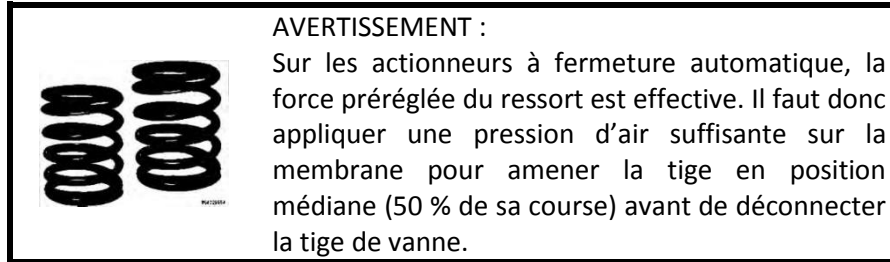 AVERTISSEMENT :
Sur les actionneurs à fermeture automatique, la
force préréglée du ressort est effective. Il faut donc
appliquer une pression d’air suffisante sur la
membrane pour amener la tige en position
médiane (50 % de sa course) avant de déconnecter
la tige de vanne.